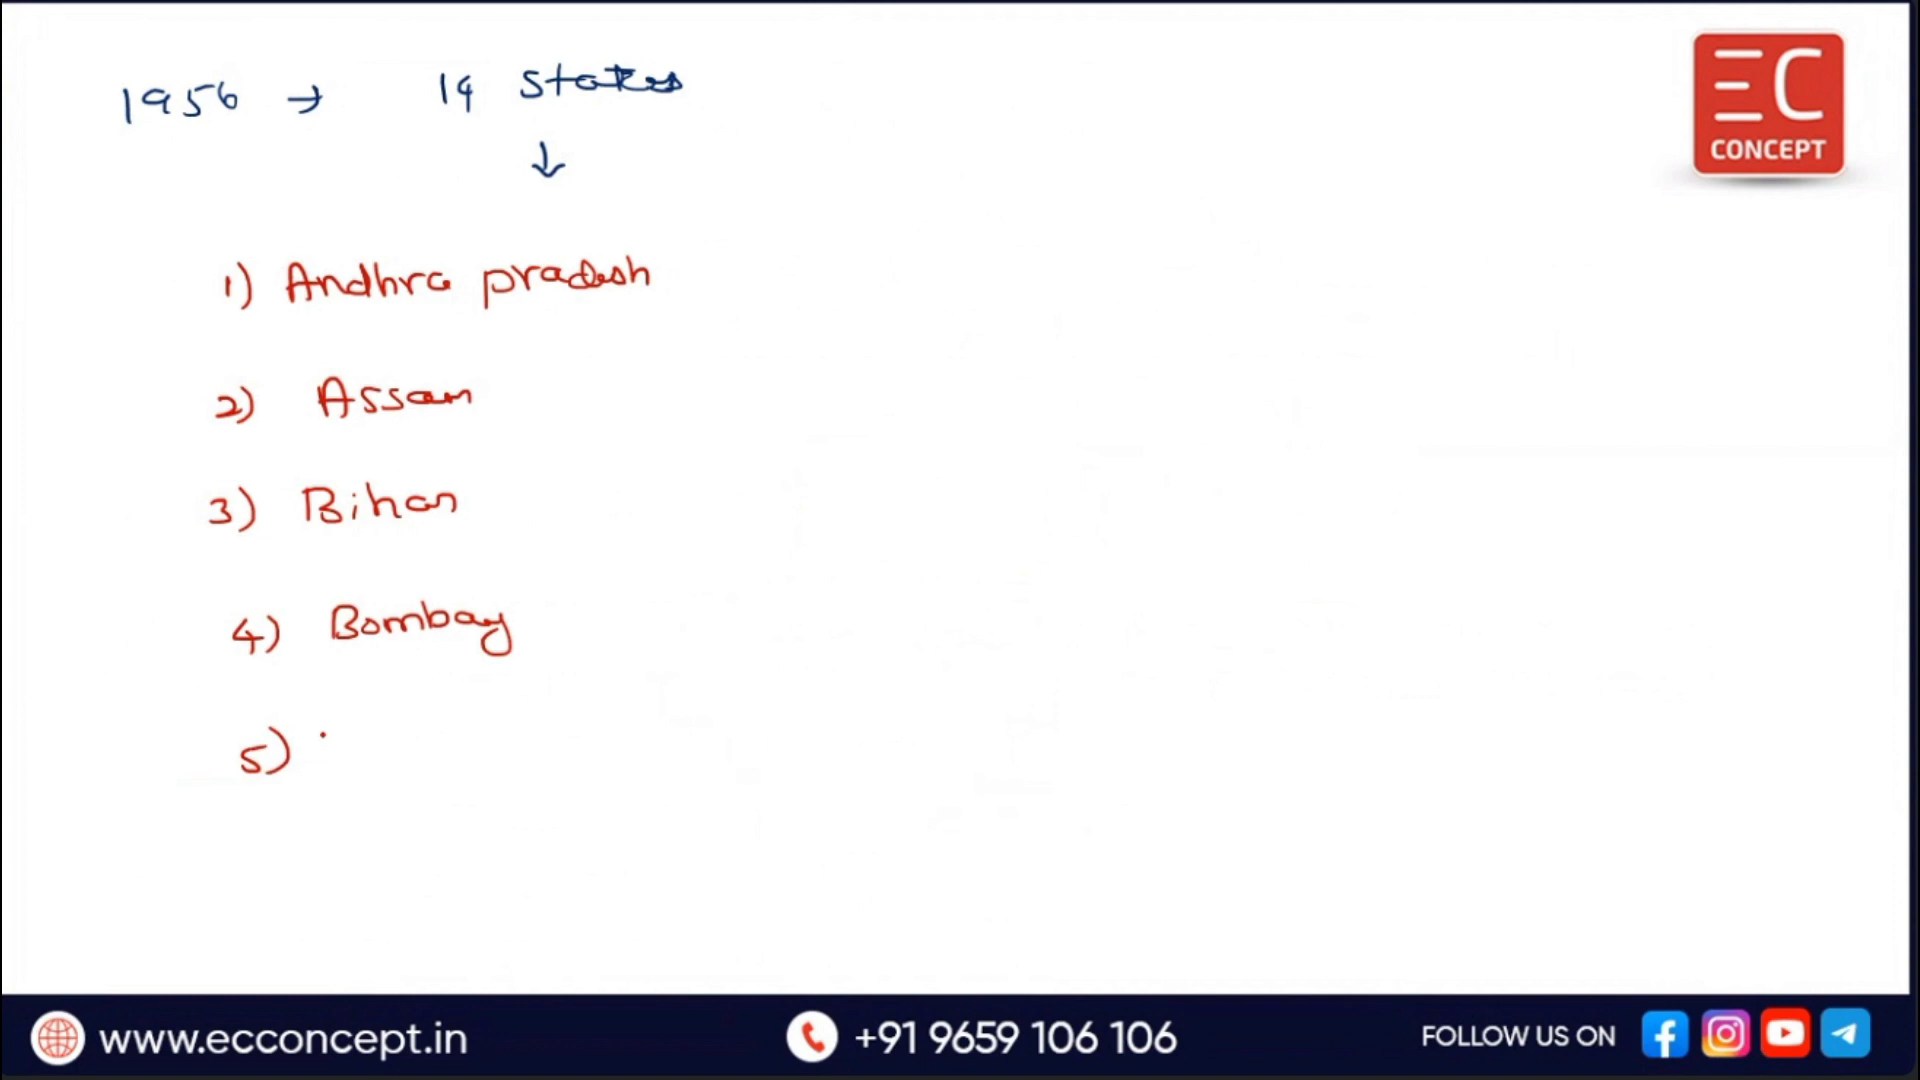 1956 → 14 states
↓
EC
CONCEPT
1) Andhra pradesh
2) Assam
3) Bihar
4) Bombay
5)
www.ecconcept.in
+91 9659 106 106
FOLLOW US ON